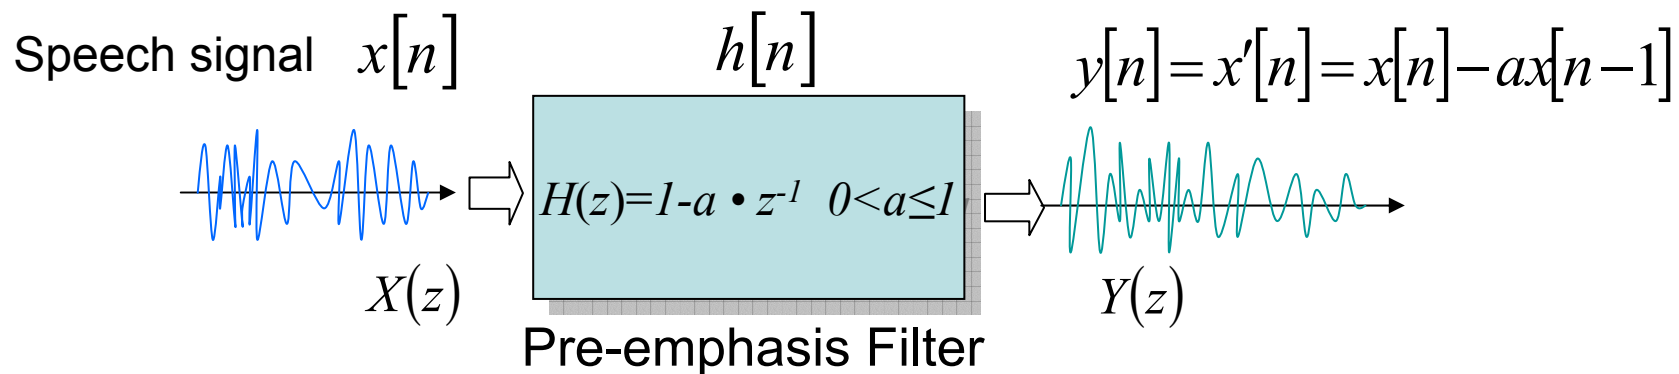 Speech signal x[n]
h[n]
y[n] = x′[n] = x[n] − ax[n−1]
H(z)=1-a • z⁻¹ 0<a≤1
X(z)
Y(z)
Pre-emphasis Filter